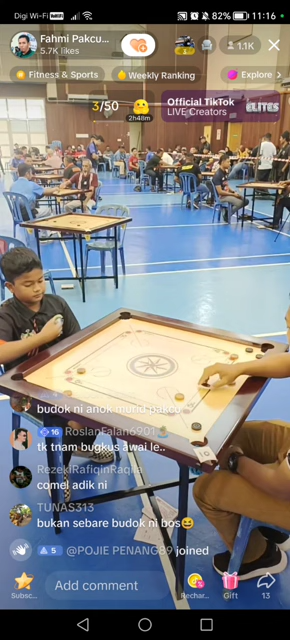 Digi Wi-Fi
82% 11:16
Fahmi Pakcu...
5.7K likes
1.1K
Fitness & Sports
Weekly Ranking
Explore >
3/50
2h48m
Official TikTok
LIVE Creators
ELITES
budok ni anok murid pakcu
16 RoslanFalah6901
tk tnam bugkus awai le..
RezekiRafiqinRaqila
comel adik ni
TUNAS313
bukan sebare budok ni bos😆
5 @POJIE PENANG89 joined
Subsc...
Add comment
Rechar...
Gift
13